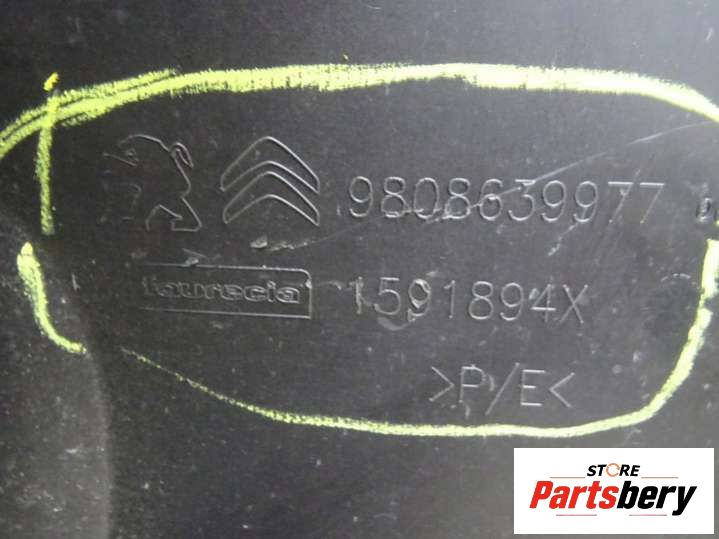 9808639977
faurecia 1591894X
>P/E<
STORE
Partsbery